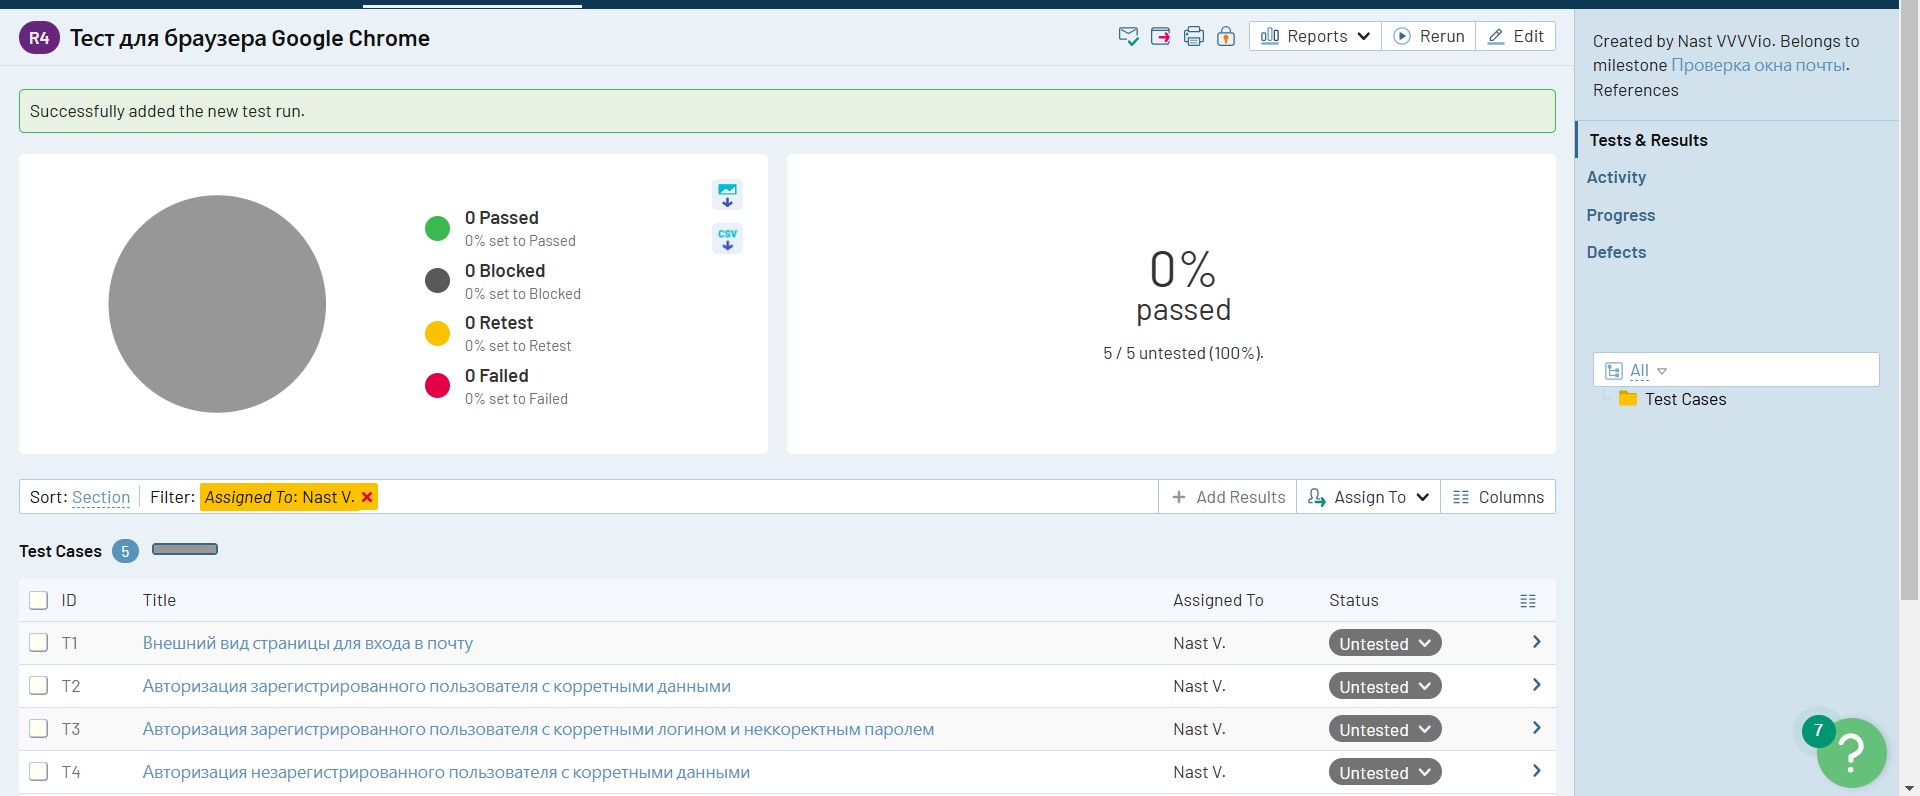 R4 Тест для браузера Google Chrome
Reports Rerun Edit
Successfully added the new test run.
0 Passed
0% set to Passed
0 Blocked
0% set to Blocked
0 Retest
0% set to Retest
0 Failed
0% set to Failed
CSV
0%
passed
5 / 5 untested (100%).
Sort: Section Filter: Assigned To: Nast V. Add Results Assign To Columns
Test Cases 5
ID Title Assigned To Status
T1 Внешний вид страницы для входа в почту Nast V. Untested
T2 Авторизация зарегистрированного пользователя с корретными данными Nast V. Untested
T3 Авторизация зарегистрированного пользователя с корретными логином и неккоректным паролем Nast V. Untested
T4 Авторизация незарегистрированного пользователя с корретными данными Nast V. Untested
Created by Nast VVVVio. Belongs to
milestone Проверка окна почты.
References
Tests & Results
Activity
Progress
Defects
All
Test Cases
7
?